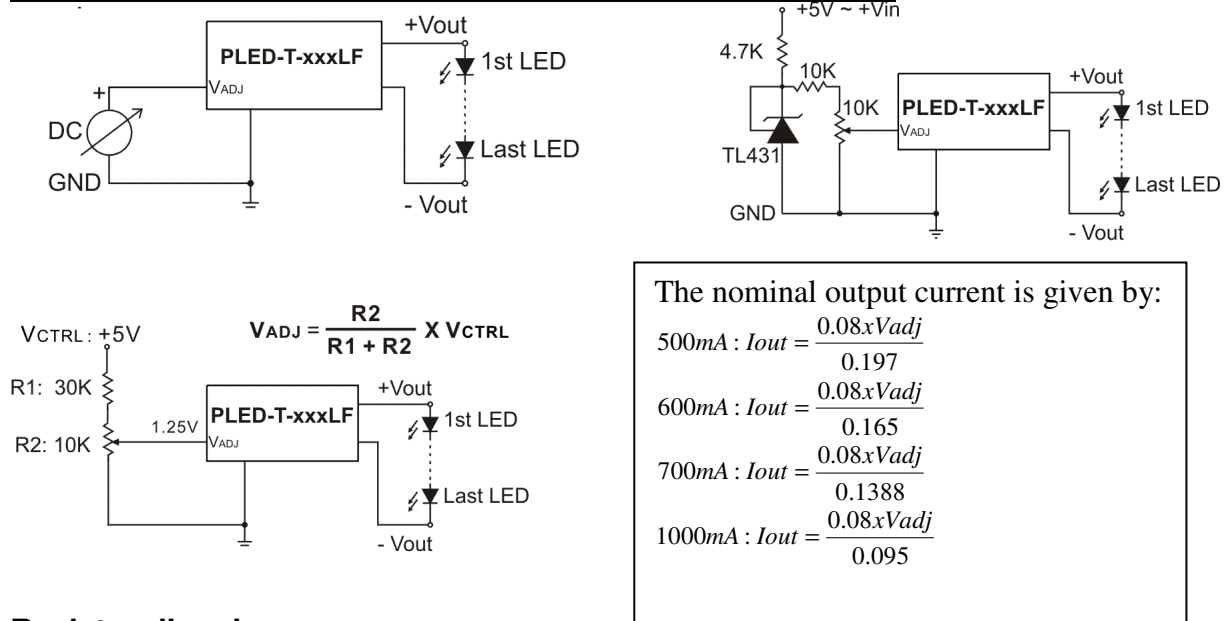 +Vout
PLED-T-xxxLF
1st LED
VADJ
+
DC
Last LED
GND
- Vout
+5V ~ +Vin
4.7K
10K
+Vout
10K
PLED-T-xxxLF
1st LED
VADJ
TL431
Last LED
GND
- Vout
VADJ = R2 / R1 + R2 X VCTRL
VCTRL : +5V
R1: 30K
+Vout
PLED-T-xxxLF
1st LED
1.25V
R2: 10K
VADJ
Last LED
- Vout
The nominal output current is given by:
500mA : Iout = 0.08xVadj / 0.197
600mA : Iout = 0.08xVadj / 0.165
700mA : Iout = 0.08xVadj / 0.1388
1000mA : Iout = 0.08xVadj / 0.095